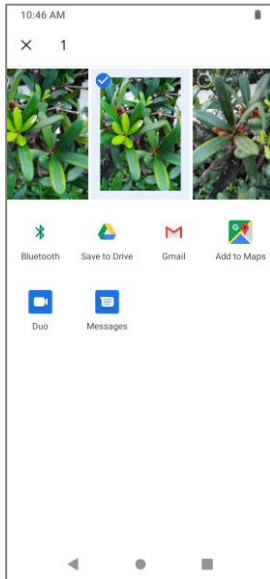 10:46 AM
1
Bluetooth
Save to Drive
Gmail
Add to Maps
Duo
Messages